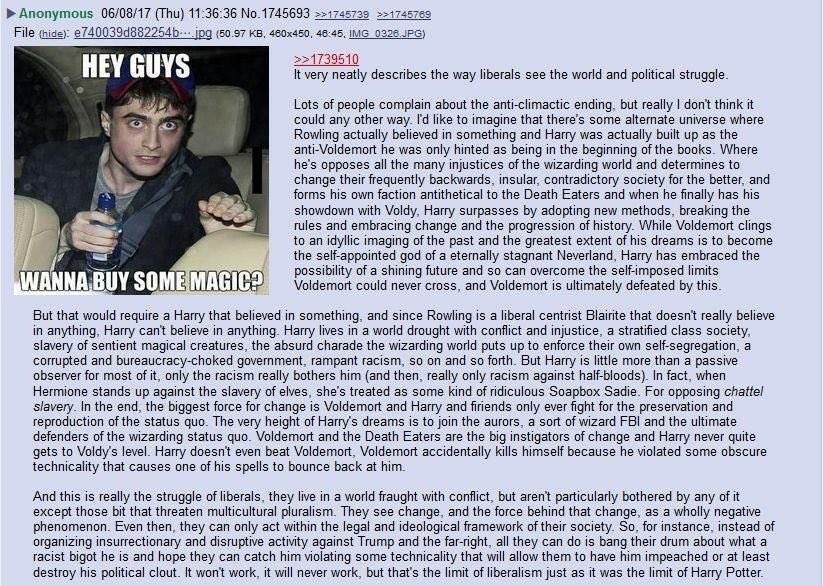 Anonymous 06/08/17 (Thu) 11:36:36 No.1745693 >>1745739 >>1745769
File (hide): e740039d882254b⋯.jpg (50.97 KB, 460x450, 46:45, IMG_0326.JPG)
HEY GUYS
WANNA BUY SOME MAGIC?
>>1739510
It very neatly describes the way liberals see the world and political struggle.
Lots of people complain about the anti-climactic ending, but really I don't think it
could any other way. I'd like to imagine that there's some alternate universe where
Rowling actually believed in something and Harry was actually built up as the
anti-Voldemort he was only hinted as being in the beginning of the books. Where
he's opposes all the many injustices of the wizarding world and determines to
change their frequently backwards, insular, contradictory society for the better, and
forms his own faction antithetical to the Death Eaters and when he finally has his
showdown with Voldy, Harry surpasses by adopting new methods, breaking the
rules and embracing change and the progression of history. While Voldemort clings
to an idyllic imaging of the past and the greatest extent of his dreams is to become
the self-appointed god of a eternally stagnant Neverland, Harry has embraced the
possibility of a shining future and so can overcome the self-imposed limits
Voldemort could never cross, and Voldemort is ultimately defeated by this.
But that would require a Harry that believed in something, and since Rowling is a liberal centrist Blairite that doesn't really believe
in anything, Harry can't believe in anything. Harry lives in a world drought with conflict and injustice, a stratified class society,
slavery of sentient magical creatures, the absurd charade the wizarding world puts up to enforce their own self-segregation, a
corrupted and bureaucracy-choked government, rampant racism, so on and so forth. But Harry is little more than a passive
observer for most of it, only the racism really bothers him (and then, really only racism against half-bloods). In fact, when
Hermione stands up against the slavery of elves, she's treated as some kind of ridiculous Soapbox Sadie. For opposing chattel
slavery. In the end, the biggest force for change is Voldemort and Harry and firiends only ever fight for the preservation and
reproduction of the status quo. The very height of Harry's dreams is to join the aurors, a sort of wizard FBI and the ultimate
defenders of the wizarding status quo. Voldemort and the Death Eaters are the big instigators of change and Harry never quite
gets to Voldy's level. Harry doesn't even beat Voldemort, Voldemort accidentally kills himself because he violated some obscure
technicality that causes one of his spells to bounce back at him.
And this is really the struggle of liberals, they live in a world fraught with conflict, but aren't particularly bothered by any of it
except those bit that threaten multicultural pluralism. They see change, and the force behind that change, as a wholly negative
phenomenon. Even then, they can only act within the legal and ideological framework of their society. So, for instance, instead of
organizing insurrectionary and disruptive activity against Trump and the far-right, all they can do is bang their drum about what a
racist bigot he is and hope they can catch him violating some technicality that will allow them to have him impeached or at least
destroy his political clout. It won't work, it will never work, but that's the limit of liberalism just as it was the limit of Harry Potter.